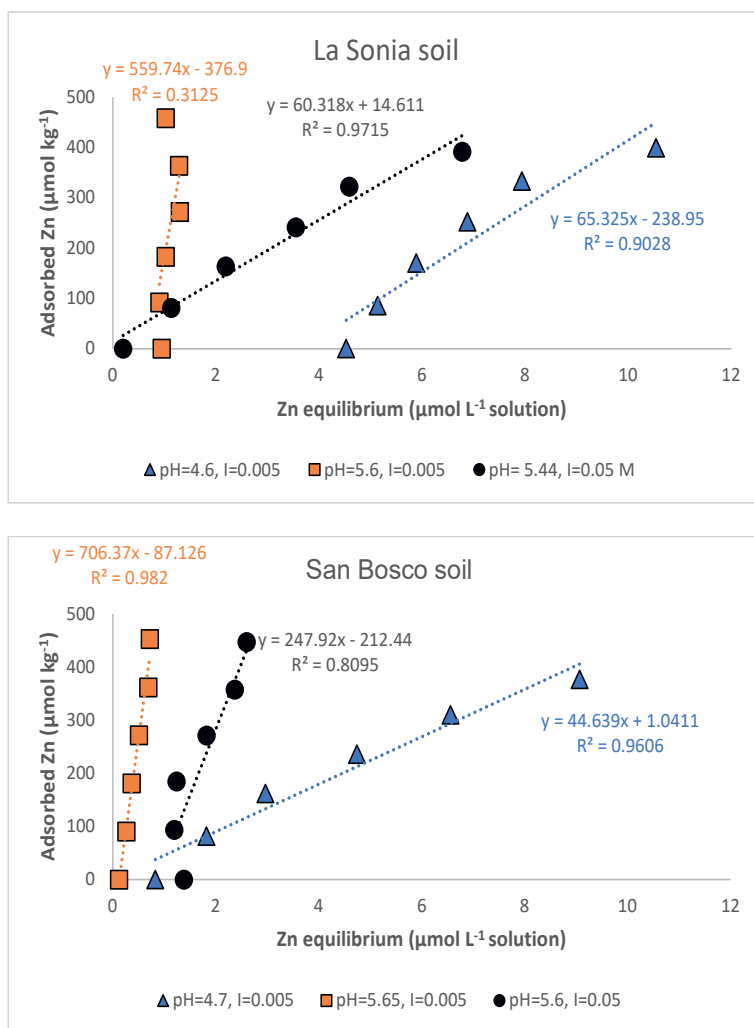 La Sonia soil
y = 559.74x - 376.9
R² = 0.3125
y = 60.318x + 14.611
R² = 0.9715
y = 65.325x - 238.95
R² = 0.9028
Adsorbed Zn (µmol kg⁻¹)
500
400
300
200
100
0
0 2 4 6 8 10 12
Zn equilibrium (µmol L⁻¹ solution)
pH=4.6, I=0.005 pH=5.6, I=0.005 pH= 5.44, I=0.05 M
y = 706.37x - 87.126
R² = 0.982
San Bosco soil
y = 247.92x - 212.44
R² = 0.8095
y = 44.639x + 1.0411
R² = 0.9606
Adsorbed Zn (µmol kg⁻¹)
500
400
300
200
100
0
0 2 4 6 8 10 12
Zn equilibrium (µmol L⁻¹ solution)
pH=4.7, I=0.005 pH=5.65, I=0.005 pH=5.6, I=0.05